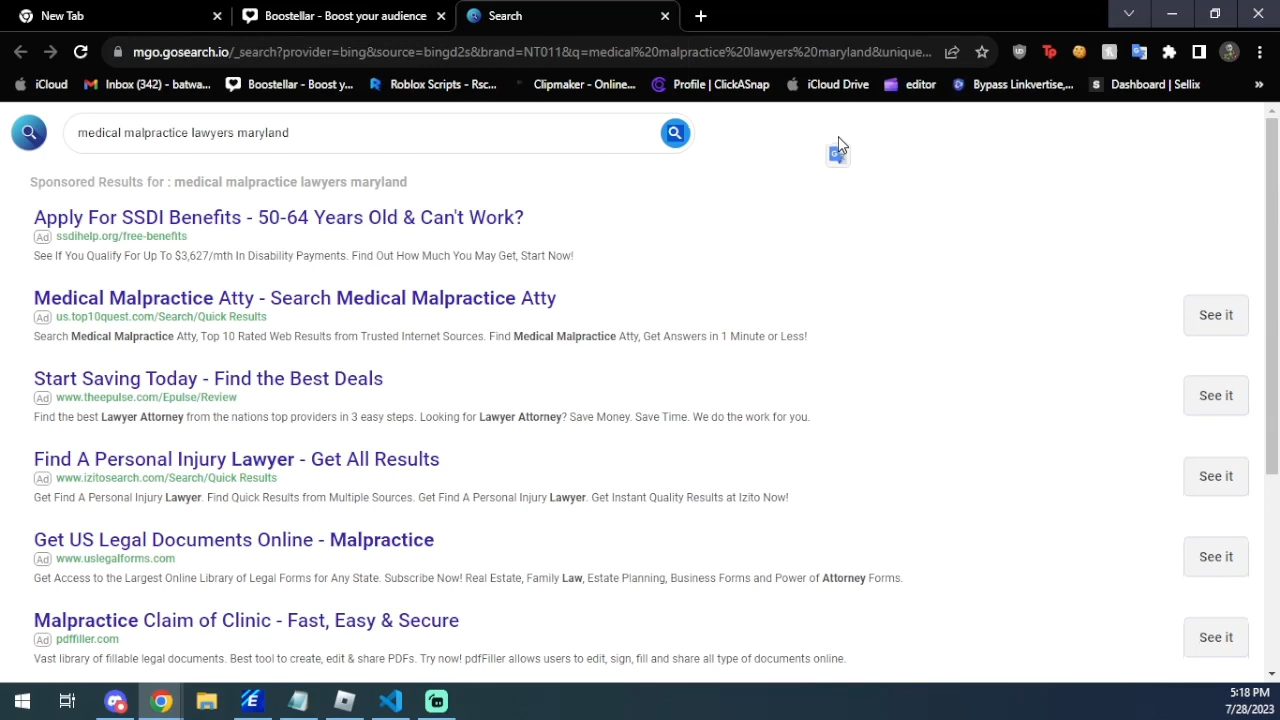 New Tab
Boostellar - Boost your audience
Search
mgo.gosearch.io/_search?provider=bing&source=bingd2s&brand=NT011&q=medical%20malpractice%20lawyers%20maryland&unique...
iCloud
Inbox (342) - batwa...
Boostellar - Boost y...
Roblox Scripts - Rsc...
Clipmaker - Online...
Profile | ClickASnap
iCloud Drive
editor
Bypass Linkvertise,...
Dashboard | Sellix
»
medical malpractice lawyers maryland
Sponsored Results for : medical malpractice lawyers maryland
Apply For SSDI Benefits - 50-64 Years Old & Can't Work?
Ad ssdihelp.org/free-benefits
See If You Qualify For Up To $3,627/mth In Disability Payments. Find Out How Much You May Get, Start Now!
Medical Malpractice Atty - Search Medical Malpractice Atty
Ad us.top10quest.com/Search/Quick Results
Search Medical Malpractice Atty, Top 10 Rated Web Results from Trusted Internet Sources. Find Medical Malpractice Atty, Get Answers in 1 Minute or Less!
See it
Start Saving Today - Find the Best Deals
Ad www.theepulse.com/Epulse/Review
Find the best Lawyer Attorney from the nations top providers in 3 easy steps. Looking for Lawyer Attorney? Save Money. Save Time. We do the work for you.
See it
Find A Personal Injury Lawyer - Get All Results
Ad www.izitosearch.com/Search/Quick Results
Get Find A Personal Injury Lawyer. Find Quick Results from Multiple Sources. Get Find A Personal Injury Lawyer. Get Instant Quality Results at Izito Now!
See it
Get US Legal Documents Online - Malpractice
Ad www.uslegalforms.com
Get Access to the Largest Online Library of Legal Forms for Any State. Subscribe Now! Real Estate, Family Law, Estate Planning, Business Forms and Power of Attorney Forms.
See it
Malpractice Claim of Clinic - Fast, Easy & Secure
Ad pdffiller.com
Vast library of fillable legal documents. Best tool to create, edit & share PDFs. Try now! pdfFiller allows users to edit, sign, fill and share all type of documents online.
See it
5:18 PM
7/28/2023